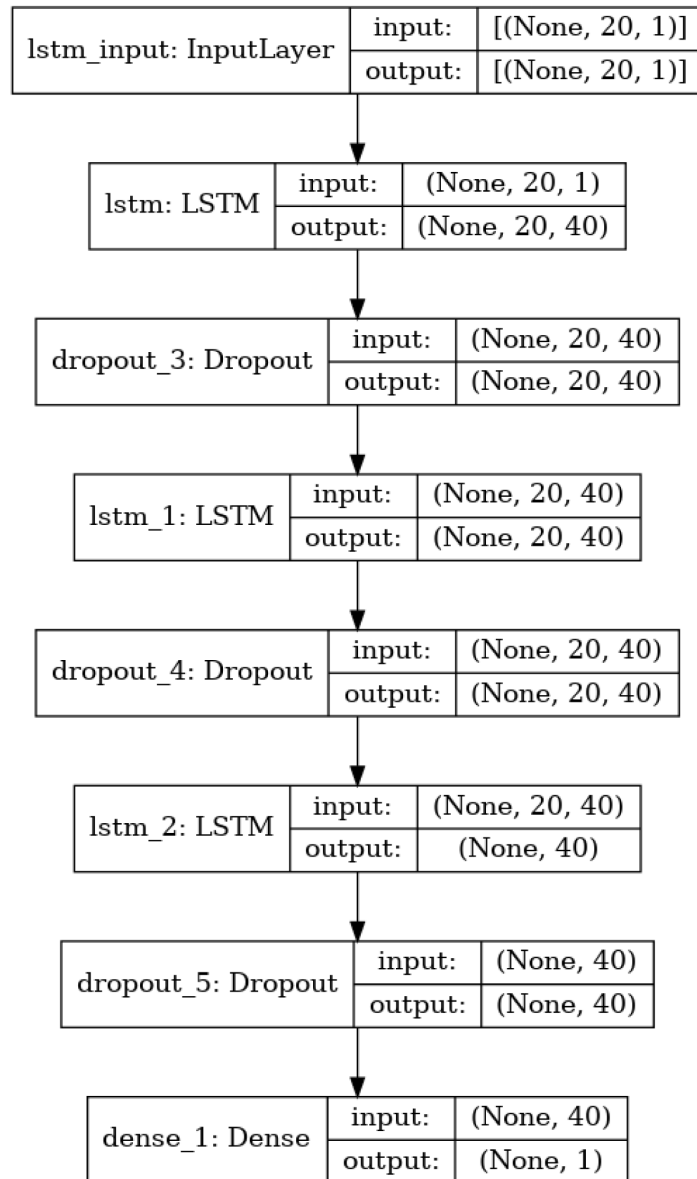 lstm_input: InputLayer
input: [(None, 20, 1)]
output: [(None, 20, 1)]
lstm: LSTM
input: (None, 20, 1)
output: (None, 20, 40)
dropout_3: Dropout
input: (None, 20, 40)
output: (None, 20, 40)
lstm_1: LSTM
input: (None, 20, 40)
output: (None, 20, 40)
dropout_4: Dropout
input: (None, 20, 40)
output: (None, 20, 40)
lstm_2: LSTM
input: (None, 20, 40)
output: (None, 40)
dropout_5: Dropout
input: (None, 40)
output: (None, 40)
dense_1: Dense
input: (None, 40)
output: (None, 1)